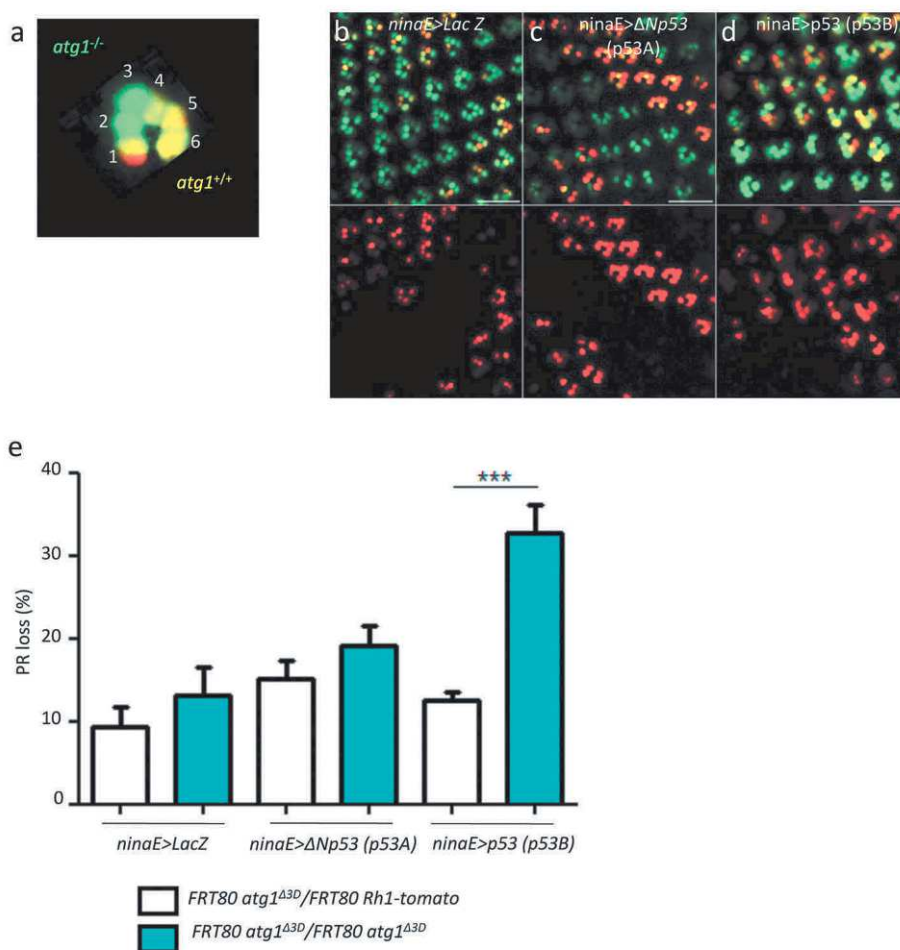 a
atg1-/-
3
4
2
5
1
6
atg1+/+
b
ninaE>Lac Z
c
ninaE>ΔNp53
(p53A)
d
ninaE>p53 (p53B)
e
***
40
30
20
10
0
PR loss (%)
ninaE>LacZ
ninaE>ΔNp53 (p53A)
ninaE>p53 (p53B)
FRT80 atg1Δ3D/FRT80 Rh1-tomato
FRT80 atg1Δ3D/FRT80 atg1Δ3D